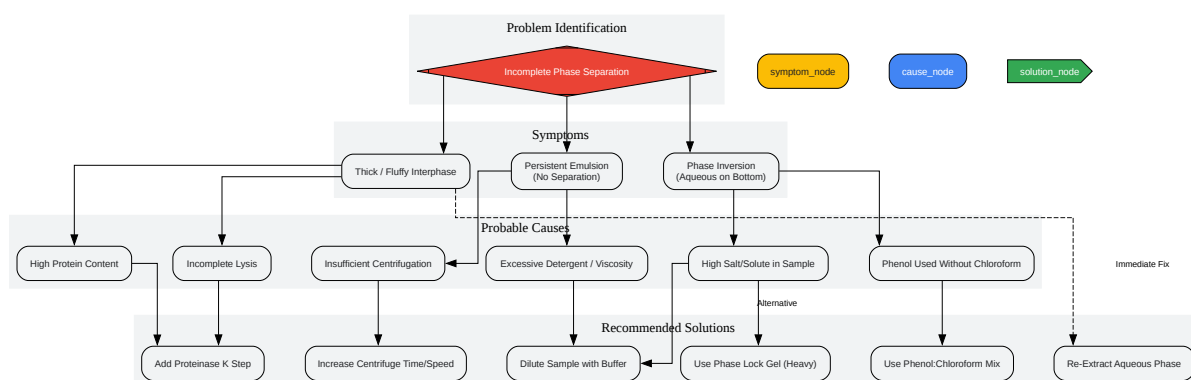 Problem Identification
Incomplete Phase Separation
symptom_node
cause_node
solution_node
Symptoms
Thick / Fluffy Interphase
Persistent Emulsion
(No Separation)
Phase Inversion
(Aqueous on Bottom)
Probable Causes
High Protein Content
Incomplete Lysis
Insufficient Centrifugation
Excessive Detergent / Viscosity
High Salt/Solute in Sample
Phenol Used Without Chloroform
Immediate Fix
Alternative
Recommended Solutions
Add Proteinase K Step
Increase Centrifuge Time/Speed
Dilute Sample with Buffer
Use Phase Lock Gel (Heavy)
Use Phenol:Chloroform Mix
Re-Extract Aqueous Phase